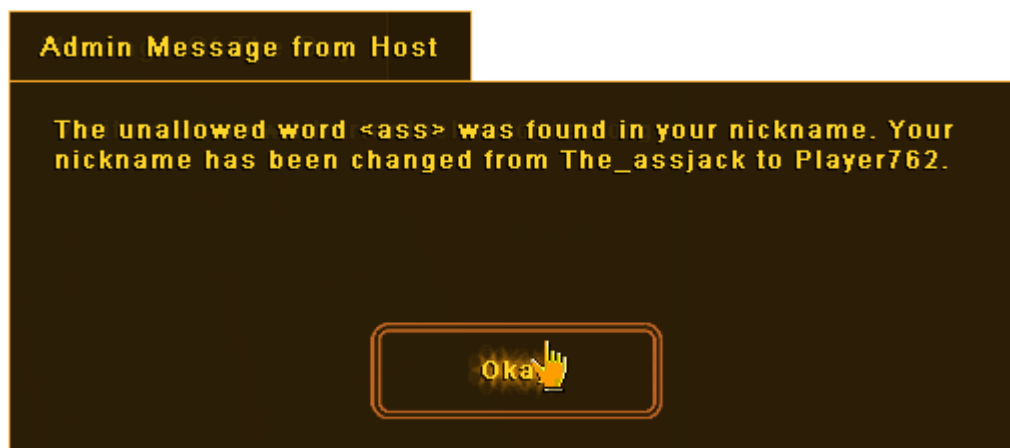 Admin Message from Host
The unallowed word <ass> was found in your nickname. Your
nickname has been changed from The_assjack to Player762.
Okay